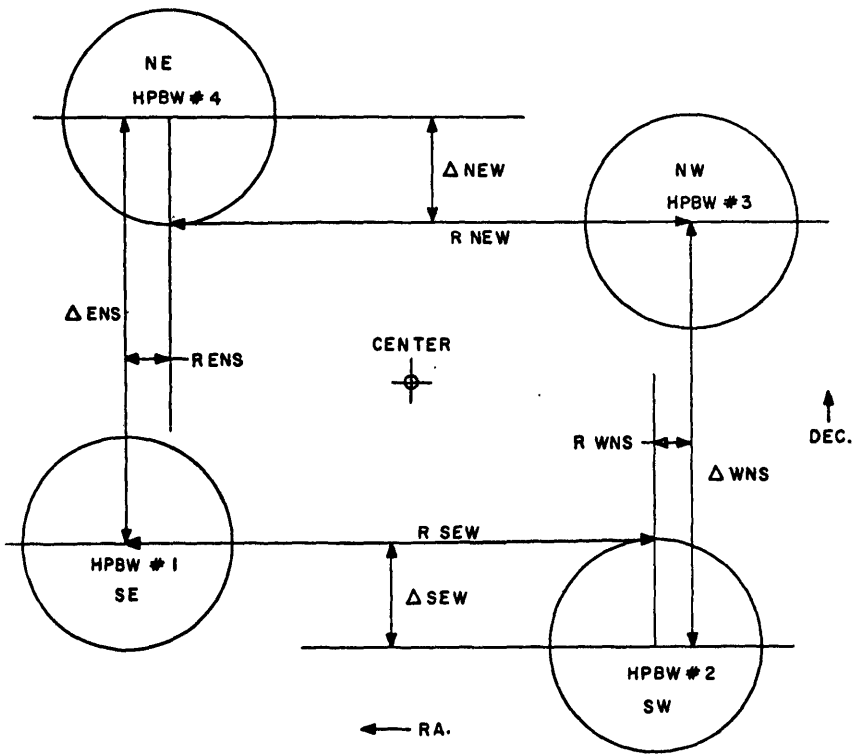 NE
HPBW # 4
NW
HPBW # 3
Δ NEW
R NEW
Δ ENS
R ENS
CENTER
R WNS
DEC.
Δ WNS
R SEW
HPBW # 1
SE
Δ SEW
HPBW # 2
SW
RA.